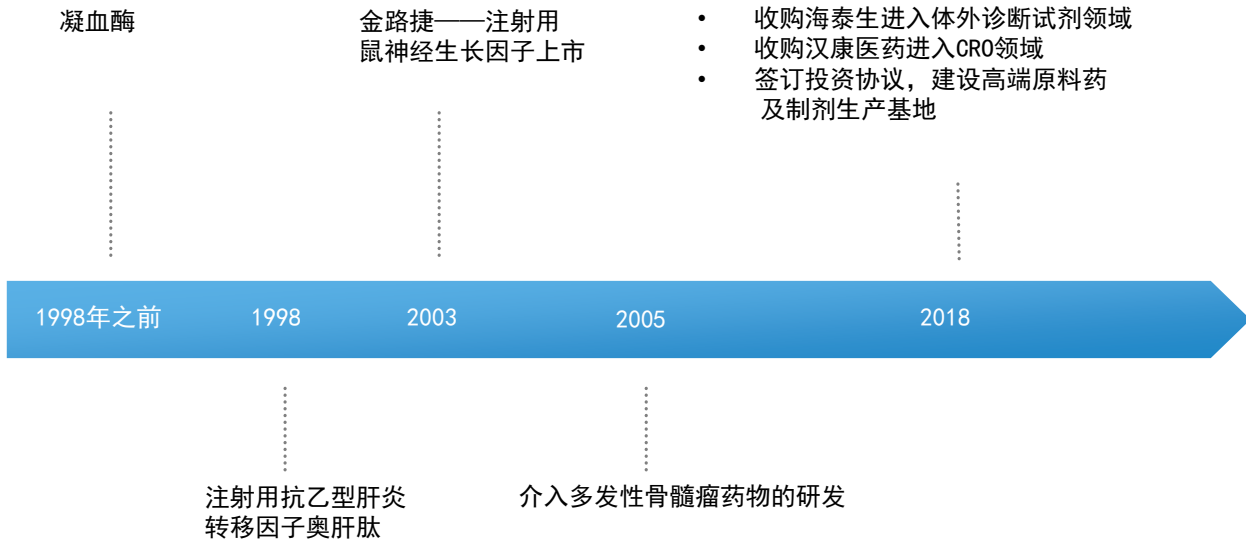 凝血酶
金路捷——注射用
鼠神经生长因子上市
• 收购海泰生进入体外诊断试剂领域
• 收购汉康医药进入CRO领域
• 签订投资协议，建设高端原料药
及制剂生产基地
1998年之前
1998
2003
2005
2018
注射用抗乙型肝炎
转移因子奥肝肽
介入多发性骨髓瘤药物的研发